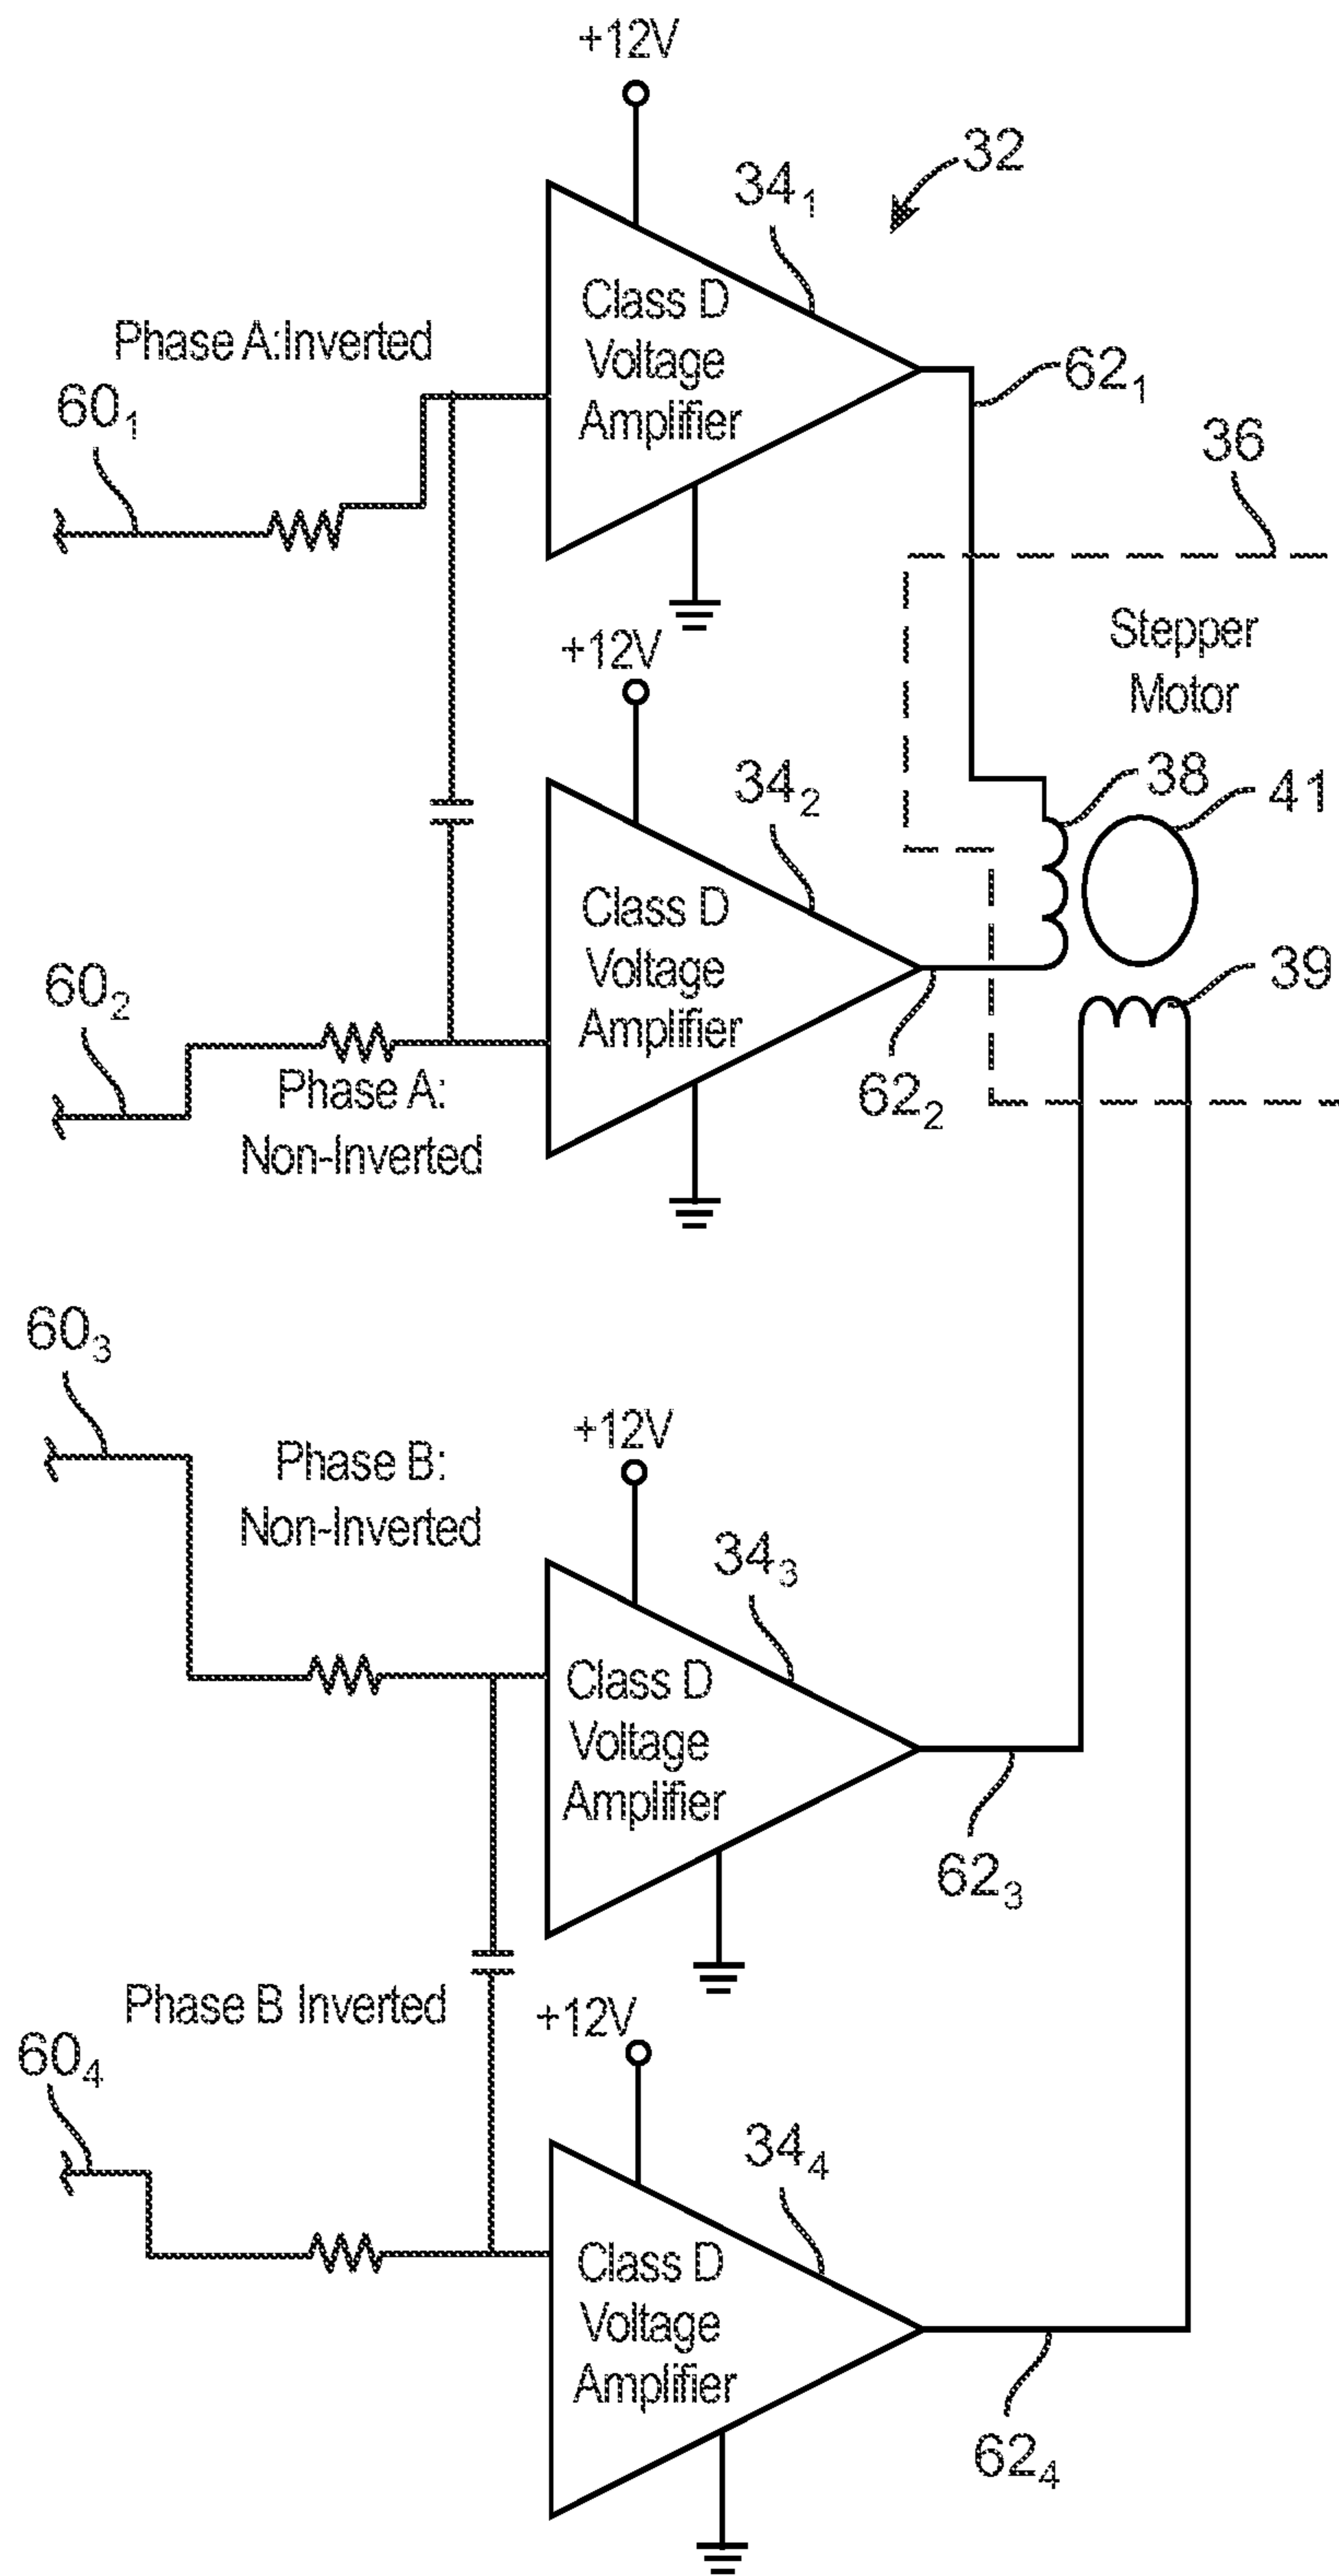 +12V
32
34₁
Class D
Voltage
Amplifier
Phase A:Inverted
60₁
62₁
36
Stepper
Motor
+12V
34₂
38
41
Class D
Voltage
Amplifier
39
60₂
62₂
Phase A:
Non-Inverted
60₃
+12V
Phase B:
Non-Inverted
34₃
Class D
Voltage
Amplifier
62₃
Phase B Inverted
+12V
60₄
34₄
Class D
Voltage
Amplifier
62₄